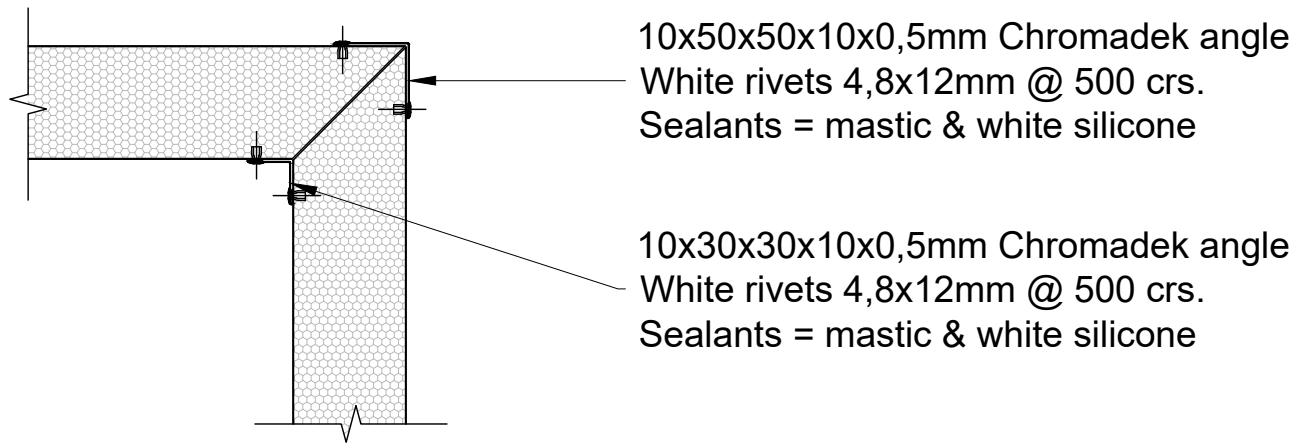 10x50x50x10x0,5mm Chromadek angle
White rivets 4,8x12mm @ 500 crs.
Sealants = mastic & white silicone
10x30x30x10x0,5mm Chromadek angle
White rivets 4,8x12mm @ 500 crs.
Sealants = mastic & white silicone